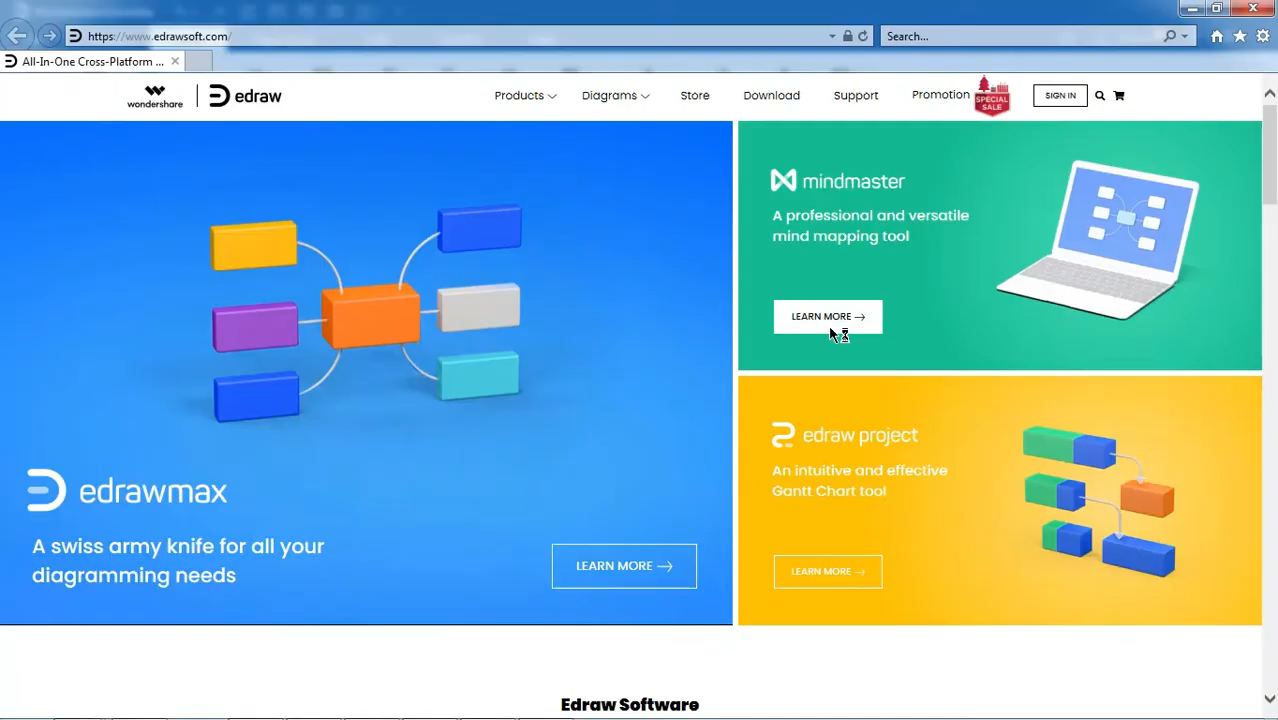 https://www.edrawsoft.com/
Search...
All-In-One Cross-Platform ...
wondershare
edraw
Products
Diagrams
Store
Download
Support
Promotion
SPECIAL
SALE
SIGN IN
mindmaster
A professional and versatile
mind mapping tool
LEARN MORE →
edraw project
An intuitive and effective
Gantt Chart tool
LEARN MORE →
edrawmax
A swiss army knife for all your
diagramming needs
LEARN MORE →
Edraw Software